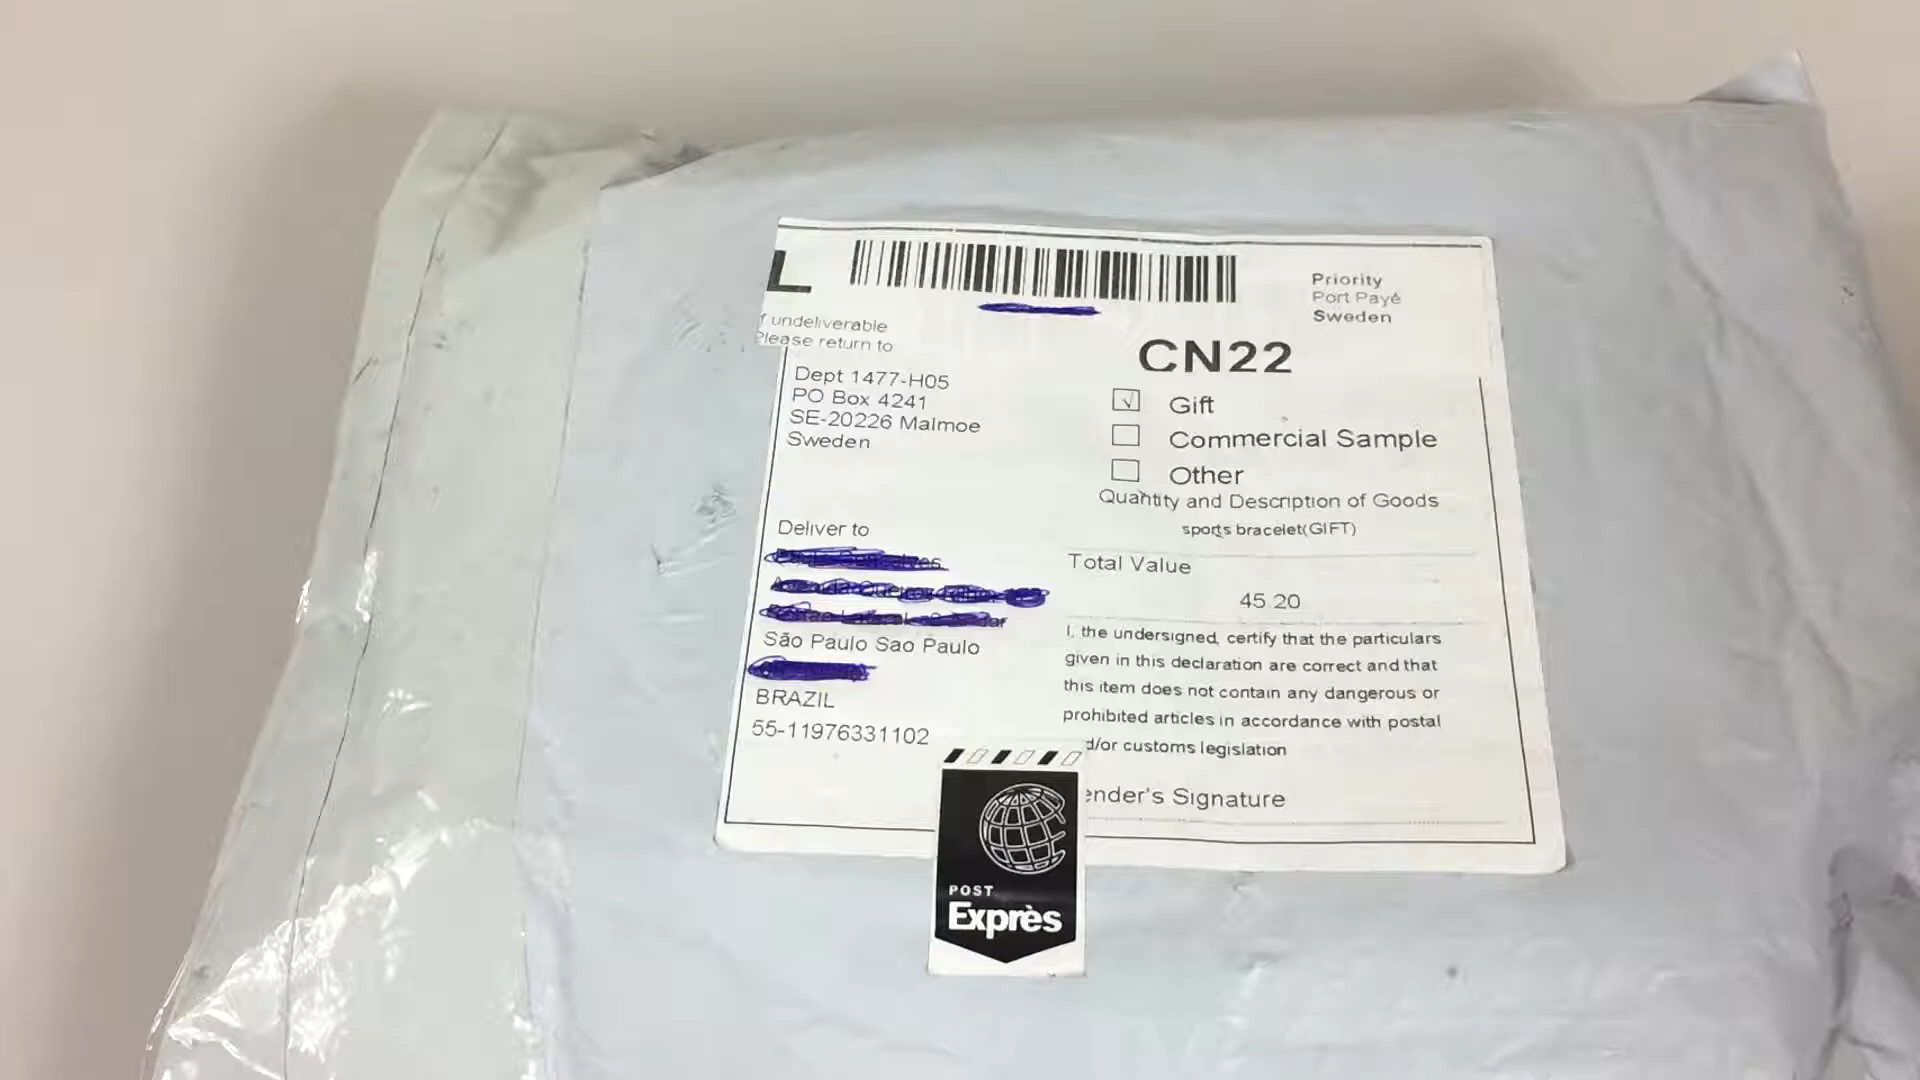 L
Priority
Port Payé
Sweden
f undeliverable
Please return to
Dept 1477-H05
PO Box 4241
SE-20226 Malmoe
Sweden
CN22
Gift
Commercial Sample
Other
Quantity and Description of Goods
sports bracelet(GIFT)
Total Value
45.20
Deliver to
São Paulo Sao Paulo
BRAZIL
55-11976331102
I, the undersigned, certify that the particulars
given in this declaration are correct and that
this item does not contain any dangerous or
prohibited articles in accordance with postal
d/or customs legislation
ender's Signature
POST
Exprès